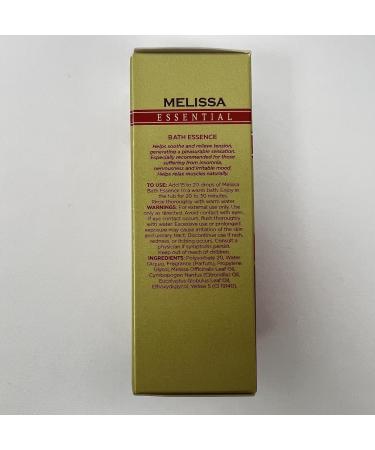 MELISSA
ESSENTIAL
BATH ESSENCE
Helps soothe and relieve tension,
penetrating a pleasurable sensation.
Especially recommended for those
suffering from insomnia,
nervousness and irritable mood.
Helps relax muscles naturally.
TO USE: Add 15 to 20 drops of Melissa
Bath Essence in a warm bath. Enjoy in
the tub for 20 to 30 minutes.
Rinse thoroughly with warm water.
WARNINGS: For external use only. Use
only as directed. Avoid contact with eyes.
If eye contact occurs, flush thoroughly
with water. Excessive use or prolonged
exposure may cause irritation of the skin
and urinary tract. Discontinue use if rash,
redness, or itching occurs. Consult a
physician if symptoms persist.
Keep out of reach of children.
INGREDIENTS: Polysorbate 20, Water
(Aqua), Fragrance (Parfum), Propylene
Glycol, Melissa Officinalis Leaf Oil,
Cymbopogon Nardus (Citronella) Oil,
Eucalyptus Globulus Leaf Oil,
Ethoxydiglycol, Yellow 5 (CI 19140).